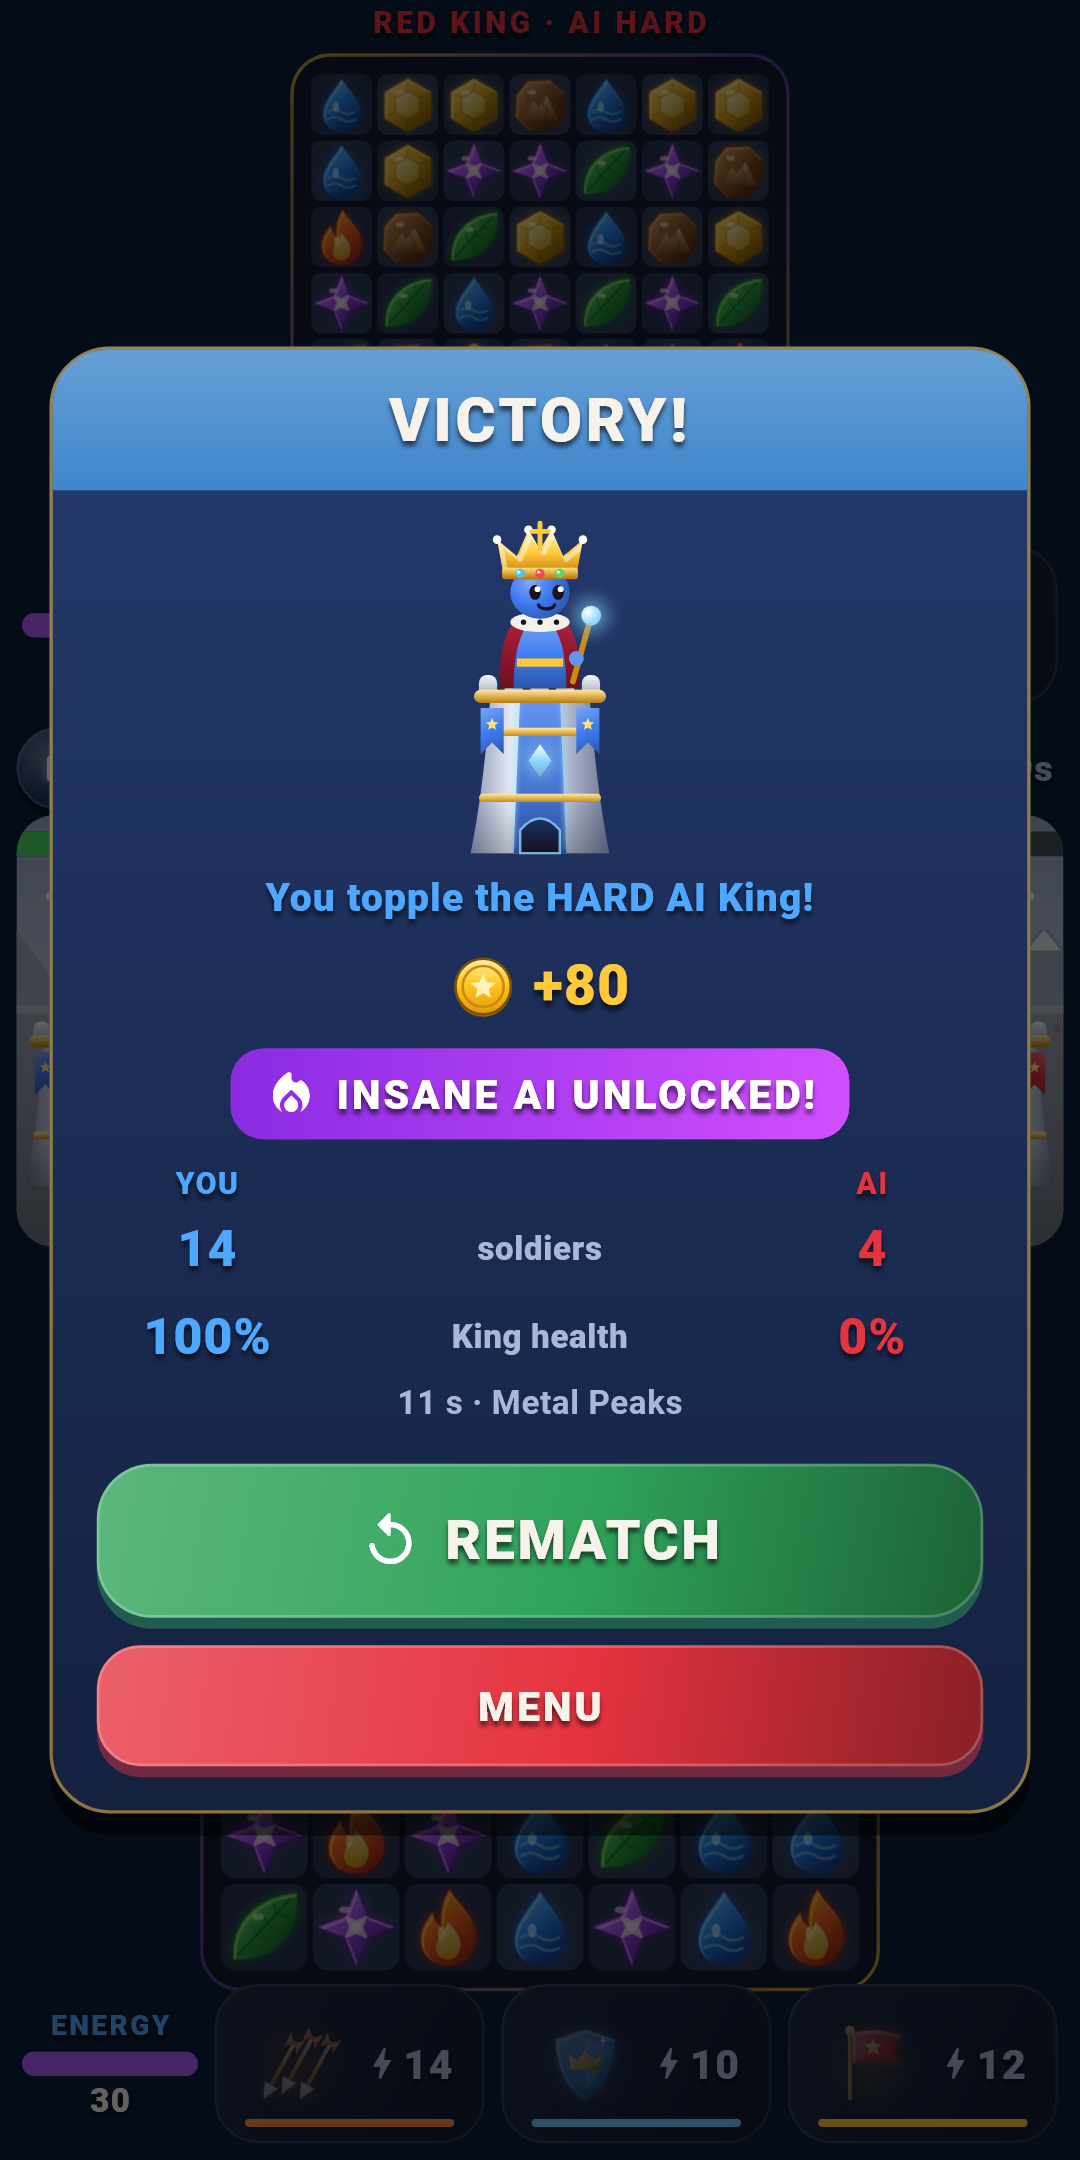 RED KING · AI HARD
VICTORY!
You topple the HARD AI King!
+80
INSANE AI UNLOCKED!
YOU AI
14 soldiers 4
100% King health 0%
11 s · Metal Peaks
REMATCH
MENU
ENERGY
30
14
10
12